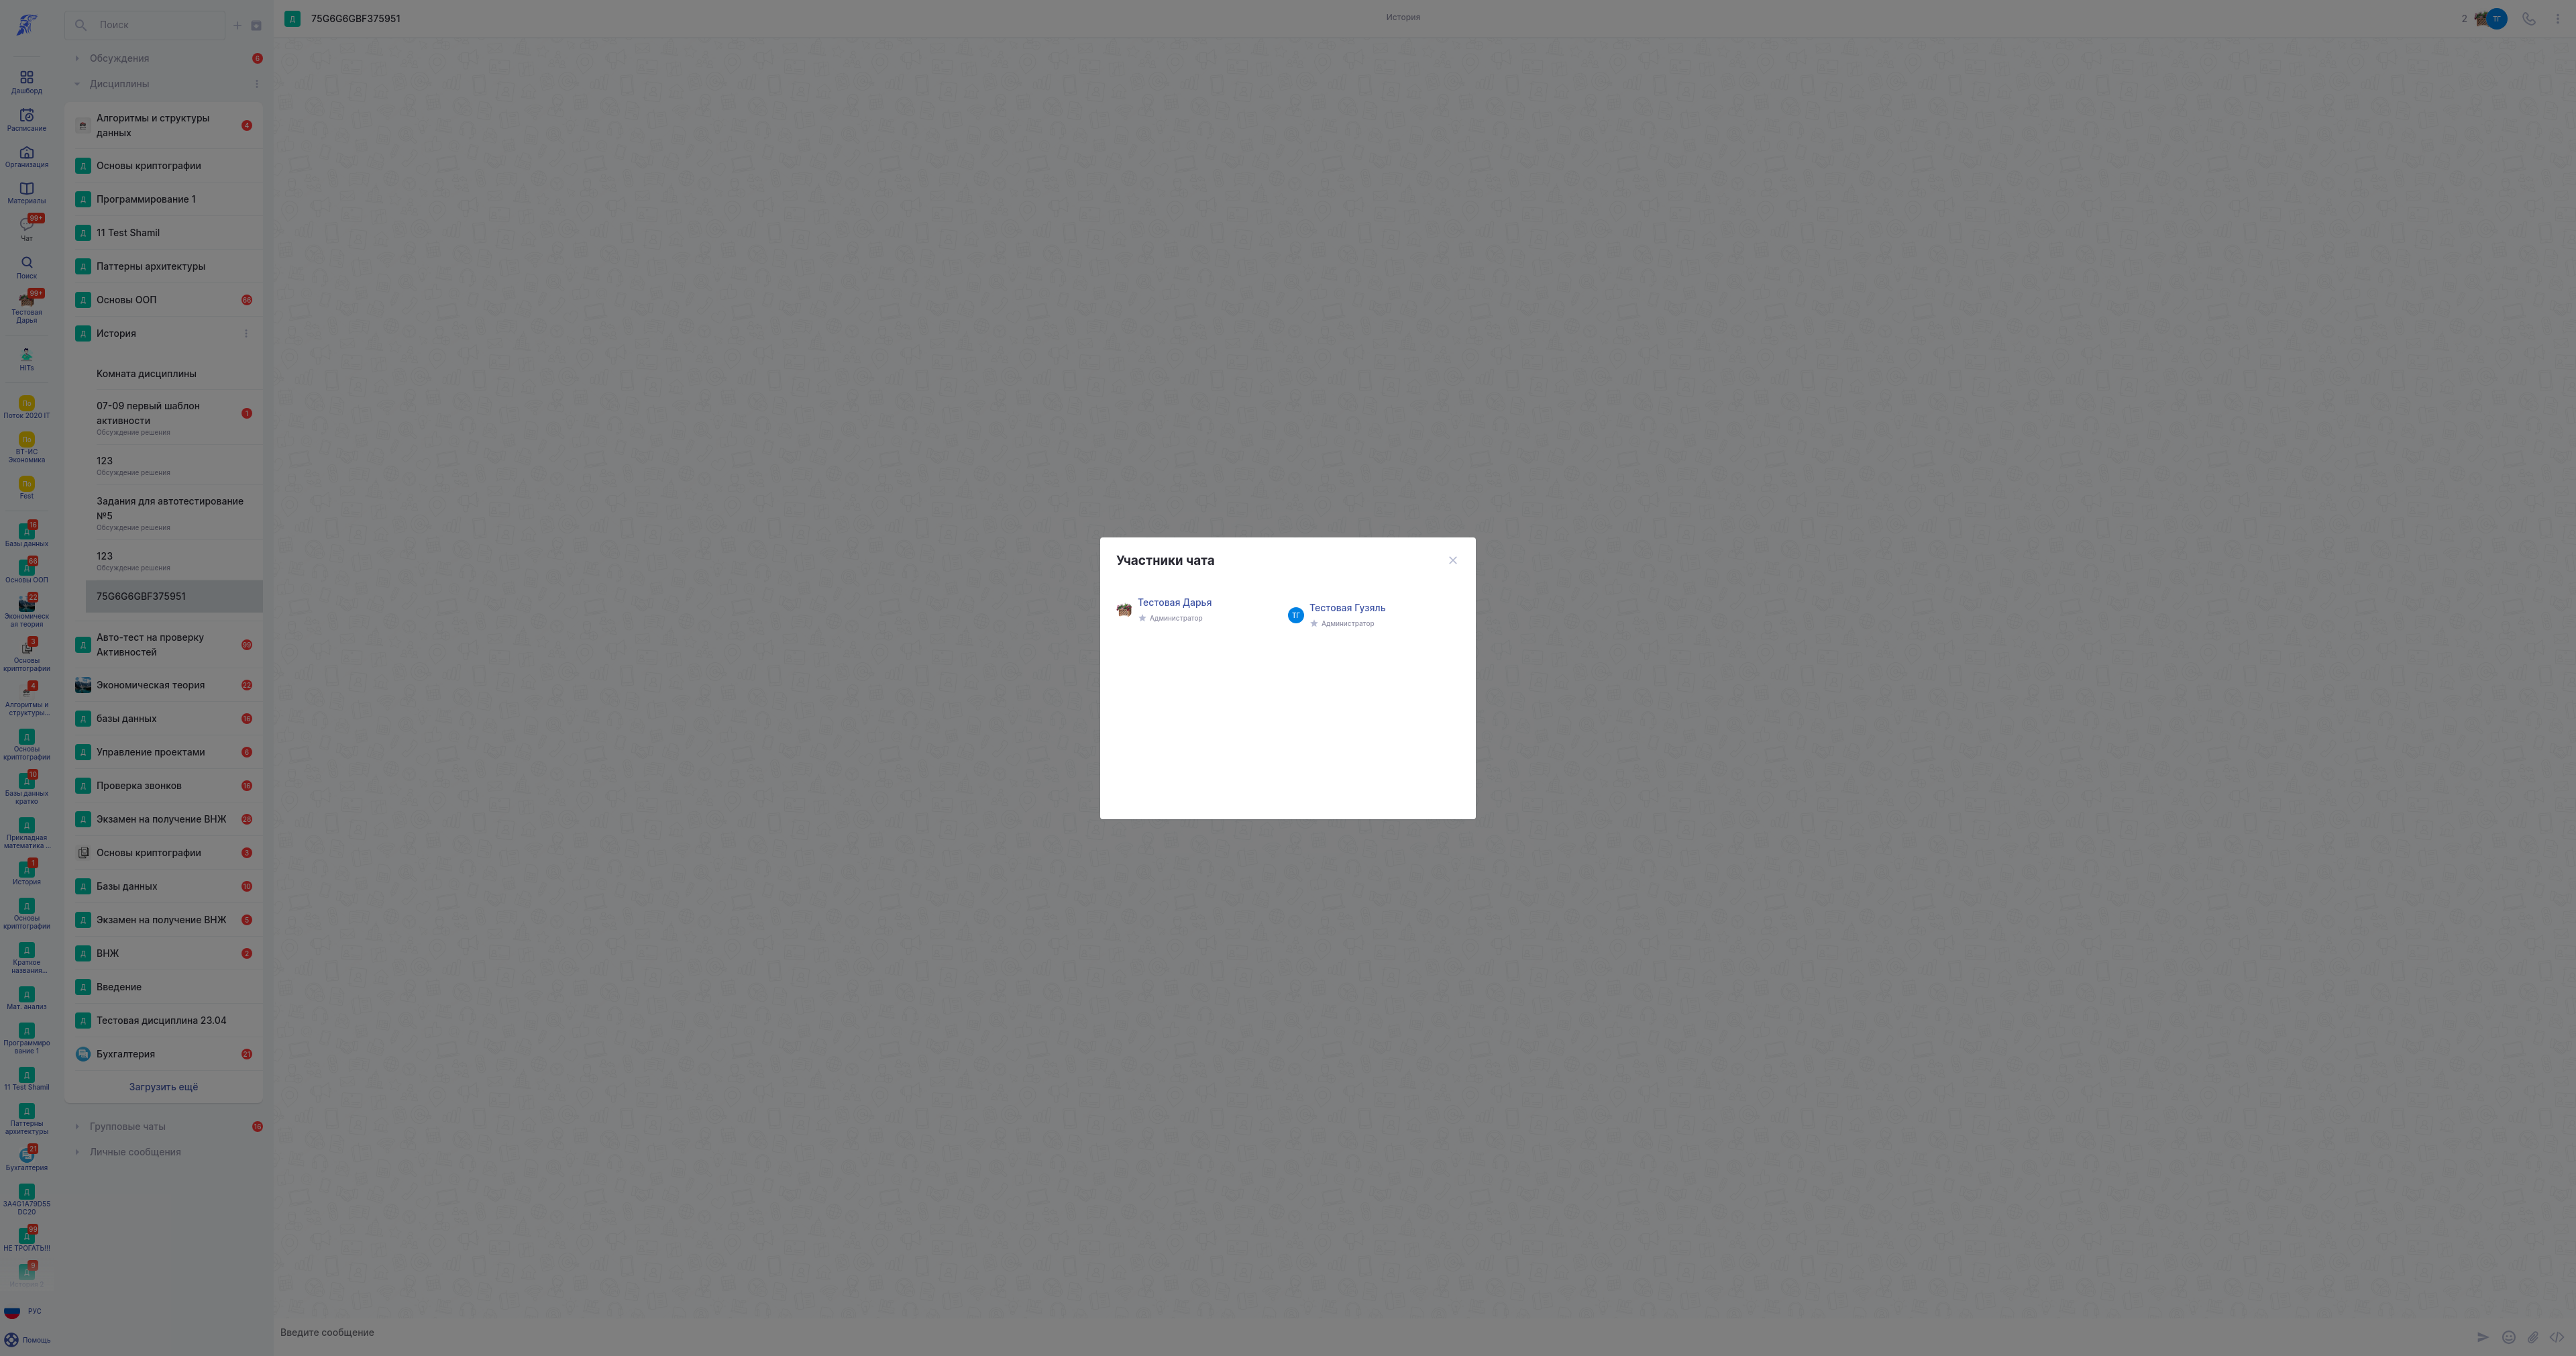 Дашборд
Расписание
Организация
Материалы
99+
Чат
Поиск
99+
Тестовая
Дарья
HITs
Пе
Поток 2020 IT
Пе
ВТ-ИС
Экономика
Пе
Fest
16
Д
Базы данных
66
Д
Основы ООП
22
Экономическ
ая теория
3
Основы
криптографии
4
Алгоритмы и
структуры...
Д
Основы
криптографии
10
Д
Базы данных
кратко
Д
Прикладная
математика ...
1
Д
История
Д
Основы
криптографии
Д
Краткое
названия...
Д
Мат. анализ
Д
Программиро
вание 1
Д
11 Test Shamil
Д
Паттерны
архитектуры
21
Бухгалтерия
Д
3A4G1A79D55
DC20
99
Д
НЕ ТРОГАТЬ!!!
9
Д
РУС
Помощь
Поиск
Обсуждения 6
Дисциплины
Алгоритмы и структуры
данных
4
Д Основы криптографии
Д Программирование 1
Д 11 Test Shamil
Д Паттерны архитектуры
Д Основы ООП 66
Д История
Комната дисциплины
07-09 первый шаблон
активности
1
Обсуждение решения
123
Обсуждение решения
Задания для автотестирование
№5
Обсуждение решения
123
Обсуждение решения
75G6G6GBF375951
Д Авто-тест на проверку
Активностей
99
Экономическая теория 22
Д базы данных 16
Д Управление проектами 6
Д Проверка звонков 16
Д Экзамен на получение ВНЖ 28
Основы криптографии 3
Д Базы данных 10
Д Экзамен на получение ВНЖ 5
Д ВНЖ 2
Д Введение
Д Тестовая дисциплина 23.04
Бухгалтерия 21
Загрузить ещё
Групповые чаты 16
Личные сообщения
Д 75G6G6GBF375951
История
2
ТГ
Участники чата
Тестовая Дарья
Администратор
ТГ
Тестовая Гузяль
Администратор
Введите сообщение